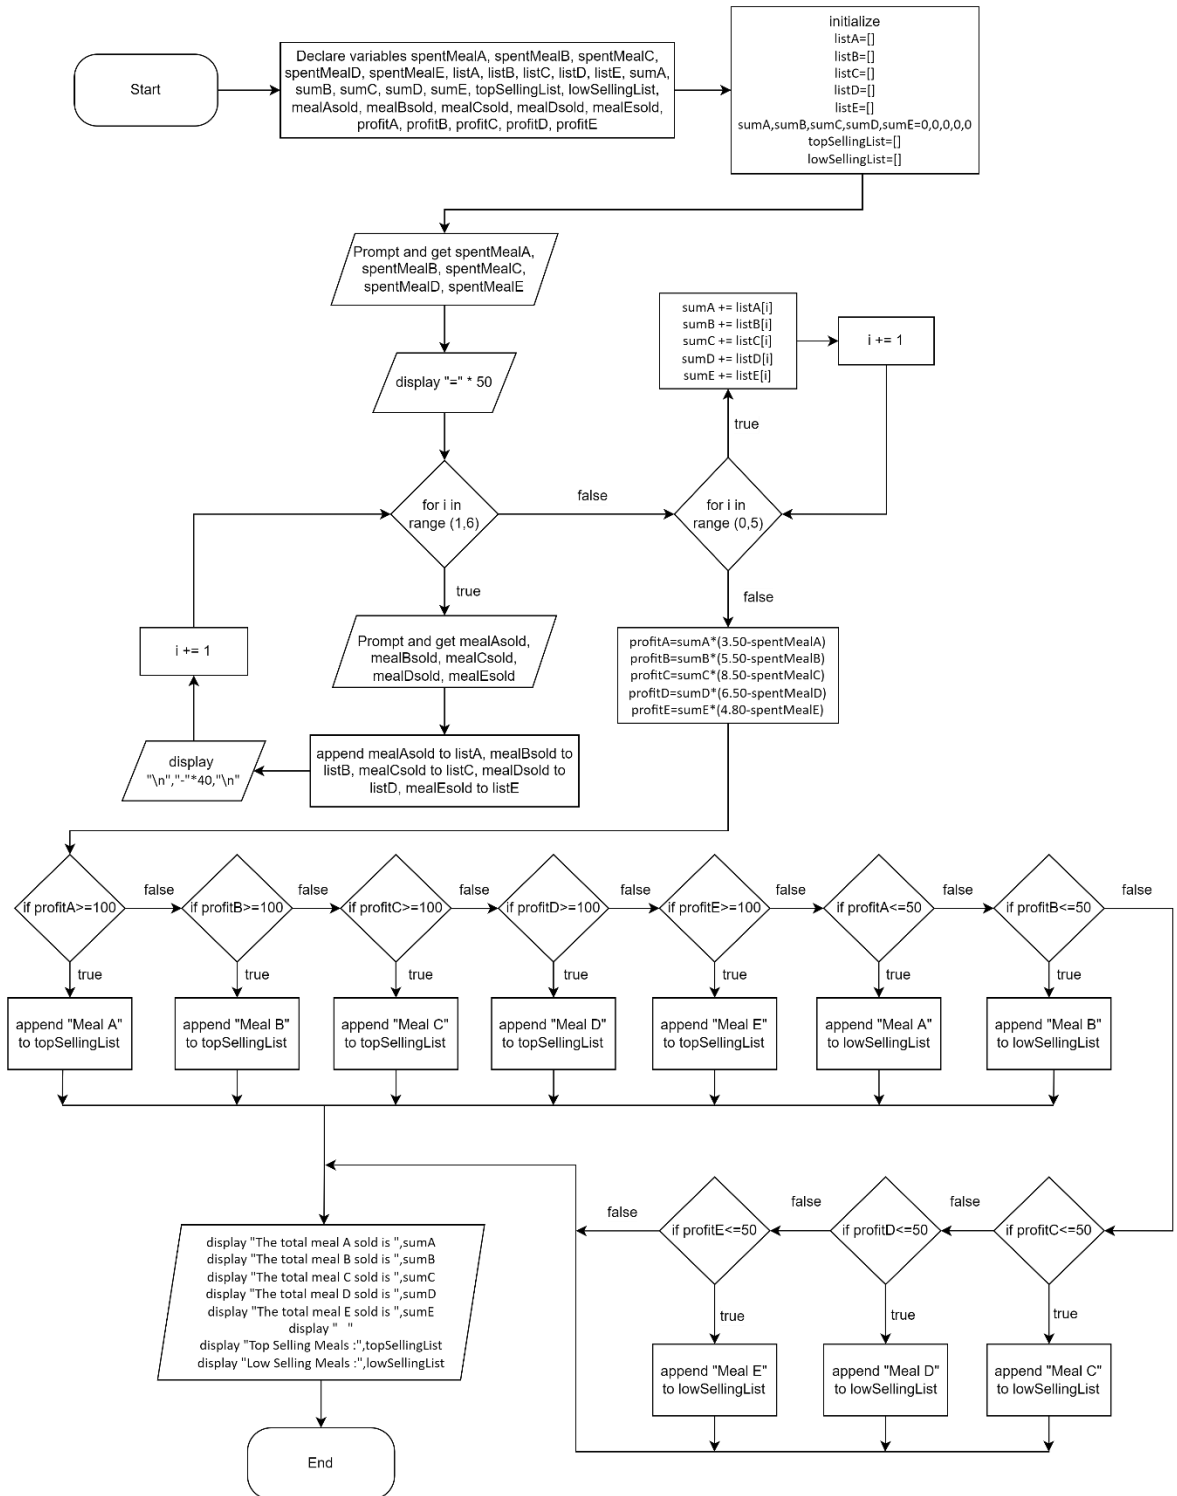 Start
Declare variables spentMealA, spentMealB, spentMealC,
spentMealD, spentMealE, listA, listB, listC, listD, listE, sumA,
sumB, sumC, sumD, sumE, topSellingList, lowSellingList,
mealAsold, mealBsold, mealCsold, mealDsold, mealEsold,
profitA, profitB, profitC, profitD, profitE
initialize
listA=[]
listB=[]
listC=[]
listD=[]
listE=[]
sumA,sumB,sumC,sumD,sumE=0,0,0,0,0
topSellingList=[]
lowSellingList=[]
Prompt and get spentMealA,
spentMealB, spentMealC,
spentMealD, spentMealE
display "=" * 50
sumA += listA[i]
sumB += listB[i]
sumC += listC[i]
sumD += listD[i]
sumE += listE[i]
i += 1
true
for i in
range (1,6)
false
for i in
range (0,5)
true
false
i += 1
Prompt and get mealAsold,
mealBsold, mealCsold,
mealDsold, mealEsold
profitA=sumA*(3.50-spentMealA)
profitB=sumB*(5.50-spentMealB)
profitC=sumC*(8.50-spentMealC)
profitD=sumD*(6.50-spentMealD)
profitE=sumE*(4.80-spentMealE)
display
"\n","-"*40,"\n"
append mealAsold to listA, mealBsold to
listB, mealCsold to listC, mealDsold to
listD, mealEsold to listE
if profitA>=100
false
if profitB>=100
false
if profitC>=100
false
if profitD>=100
false
if profitE>=100
false
if profitA<=50
false
if profitB<=50
false
true
true
true
true
true
true
true
append "Meal A"
to topSellingList
append "Meal B"
to topSellingList
append "Meal C"
to topSellingList
append "Meal D"
to topSellingList
append "Meal E"
to topSellingList
append "Meal A"
to lowSellingList
append "Meal B"
to lowSellingList
if profitC<=50
false
if profitD<=50
false
if profitE<=50
false
true
true
true
append "Meal E"
to lowSellingList
append "Meal D"
to lowSellingList
append "Meal C"
to lowSellingList
display "The total meal A sold is ",sumA
display "The total meal B sold is ",sumB
display "The total meal C sold is ",sumC
display "The total meal D sold is ",sumD
display "The total meal E sold is ",sumE
display "   "
display "Top Selling Meals :",topSellingList
display "Low Selling Meals :",lowSellingList
End